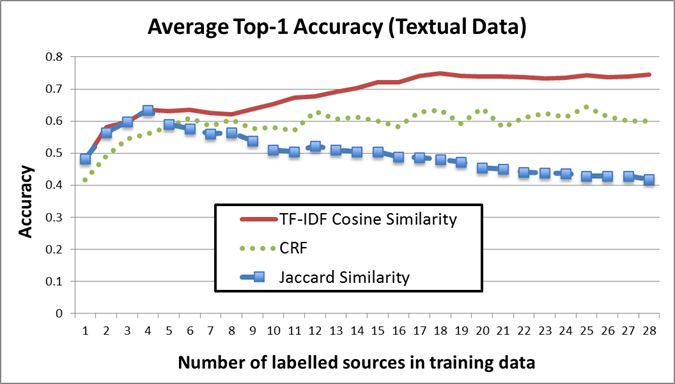 Average Top-1 Accuracy (Textual Data)
0.8
0.7
0.6
0.5
0.4
0.3
0.2
0.1
0
Accuracy
TF-IDF Cosine Similarity
CRF
Jaccard Similarity
1 2 3 4 5 6 7 8 9 10 11 12 13 14 15 16 17 18 19 20 21 22 23 24 25 26 27 28
Number of labelled sources in training data